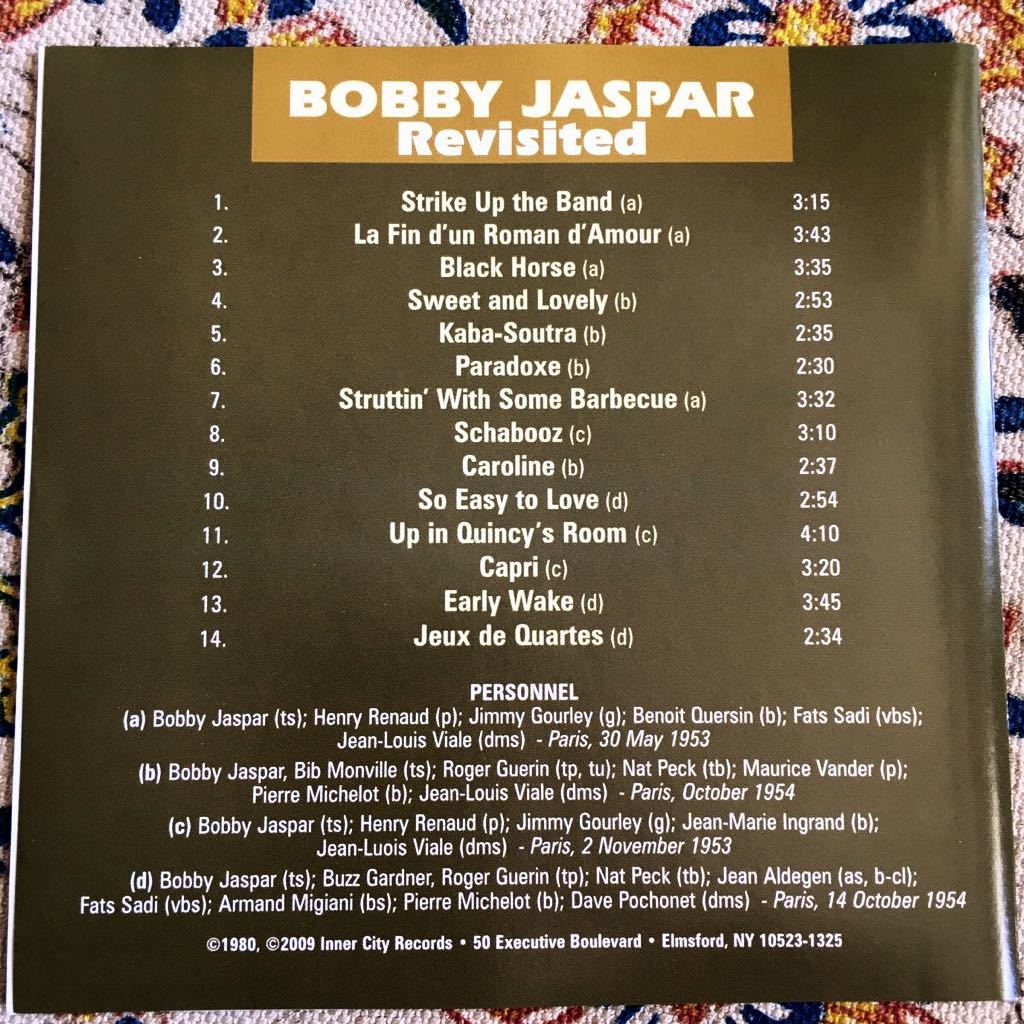 BOBBY JASPAR
Revisited
1. Strike Up the Band (a) 3:15
2. La Fin d'un Roman d'Amour (a) 3:43
3. Black Horse (a) 3:35
4. Sweet and Lovely (b) 2:53
5. Kaba-Soutra (b) 2:35
6. Paradoxe (b) 2:30
7. Struttin' With Some Barbecue (a) 3:32
8. Schabooz (c) 3:10
9. Caroline (b) 2:37
10. So Easy to Love (d) 2:54
11. Up in Quincy's Room (c) 4:10
12. Capri (c) 3:20
13. Early Wake (d) 3:45
14. Jeux de Quartes (d) 2:34
PERSONNEL
(a) Bobby Jaspar (ts); Henry Renaud (p); Jimmy Gourley (g); Benoit Quersin (b); Fats Sadi (vbs);
Jean-Louis Viale (dms) - Paris, 30 May 1953
(b) Bobby Jaspar, Bib Monville (ts); Roger Guerin (tp, tu); Nat Peck (tb); Maurice Vander (p);
Pierre Michelot (b); Jean-Louis Viale (dms) - Paris, October 1954
(c) Bobby Jaspar (ts); Henry Renaud (p); Jimmy Gourley (g); Jean-Marie Ingrand (b);
Jean-Luois Viale (dms) - Paris, 2 November 1953
(d) Bobby Jaspar (ts); Buzz Gardner, Roger Guerin (tp); Nat Peck (tb); Jean Aldegen (as, b-cl);
Fats Sadi (vbs); Armand Migiani (bs); Pierre Michelot (b); Dave Pochonet (dms) - Paris, 14 October 1954
©1980, ©2009 Inner City Records • 50 Executive Boulevard • Elmsford, NY 10523-1325